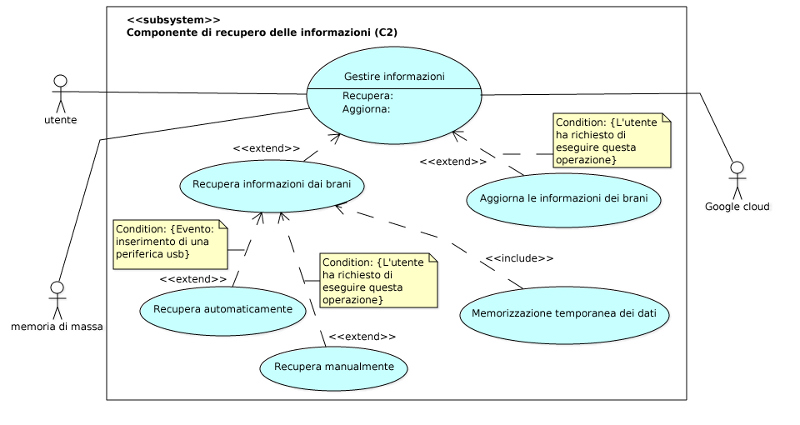 <<subsystem>>
Componente di recupero delle informazioni (C2)
Gestire informazioni
Recupera:
Aggiorna:
utente
Condition: {L'utente
ha richiesto di
eseguire questa
operazione}
<<extend>>
<<extend>>
Recupera informazioni dai brani
Aggiorna le informazioni dei brani
Google cloud
Condition: {Evento:
inserimento di una
periferica usb}
<<extend>>
Condition: {L'utente
ha richiesto di
eseguire questa
operazione}
<<include>>
memoria di massa
Recupera automaticamente
Memorizzazione temporanea dei dati
<<extend>>
Recupera manualmente